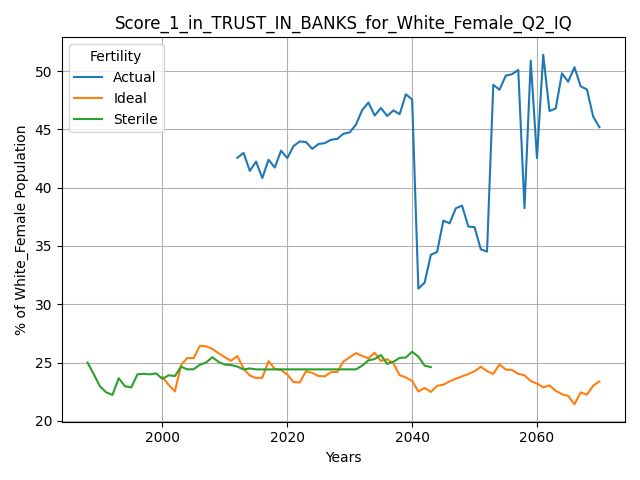 Score_1_in_TRUST_IN_BANKS_for_White_Female_Q2_IQ
Fertility
Actual
Ideal
Sterile
% of White_Female Population
50
45
40
35
30
25
20
2000
2020
2040
2060
Years